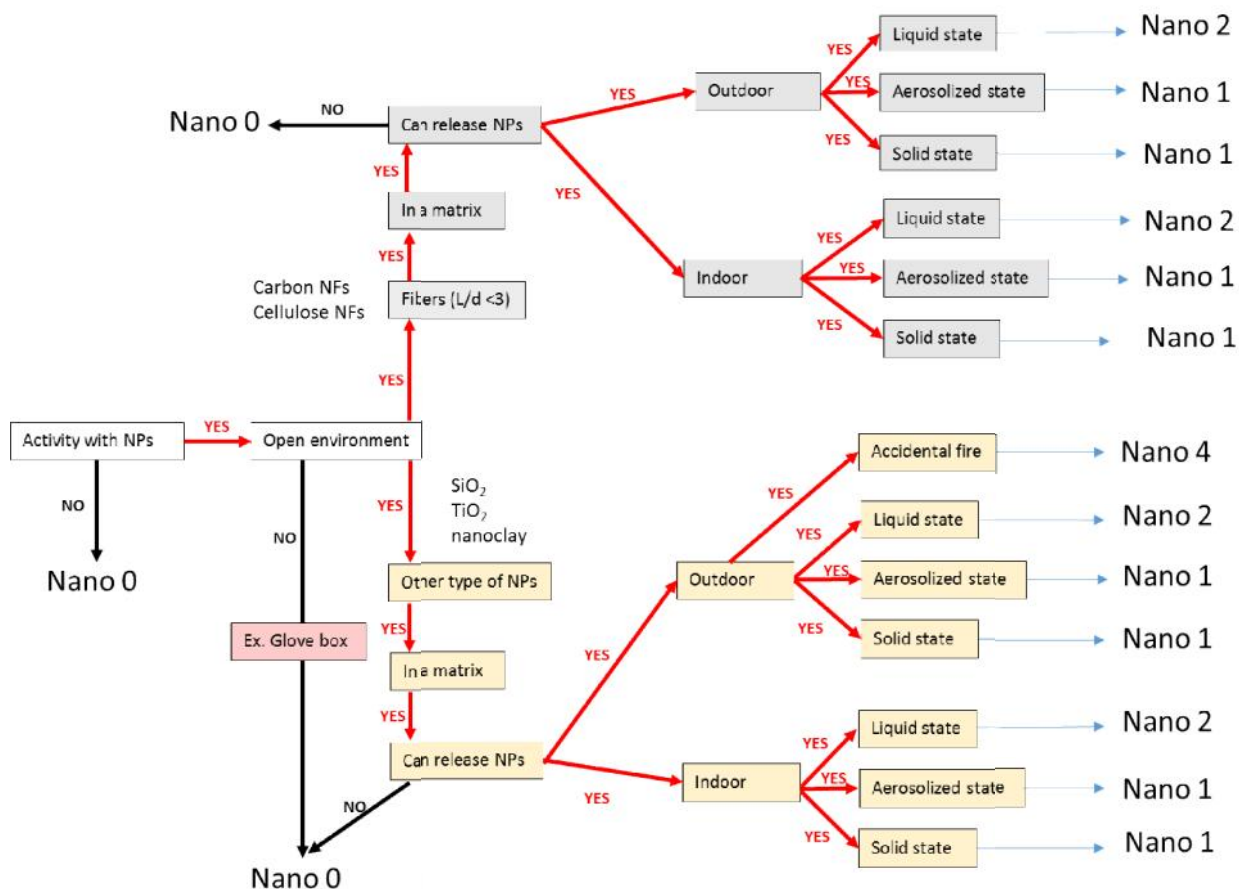 Liquid state
Nano 2
YES
YES
Outdoor
YES
Aerosolized state
Nano 1
NO
Can release NPs
Nano 0
YES
Solid state
Nano 1
YES
YES
In a matrix
Liquid state
Nano 2
YES
YES
Carbon NFs
Cellulose NFs
Fibers (L/d <3)
Indoor
YES
Aerosolized state
Nano 1
YES
Solid state
Nano 1
YES
Activity with NPs
YES
Open environment
Accidental fire
Nano 4
NO
YES
SiO₂
TiO₂
nanoclay
YES
NO
Liquid state
Nano 2
YES
Nano 0
Other type of NPs
Outdoor
YES
Aerosolized state
Nano 1
YES
Ex. Glove box
YES
Solid state
Nano 1
In a matrix
YES
YES
Liquid state
Nano 2
YES
Can release NPs
Indoor
YES
Aerosolized state
Nano 1
YES
NO
YES
Solid state
Nano 1
Nano 0